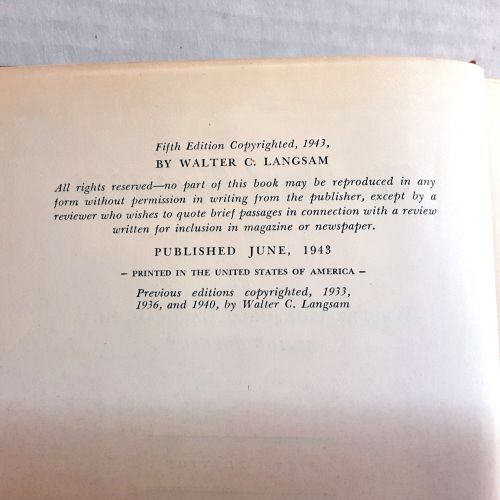 Fifth Edition Copyrighted, 1943,
BY WALTER C. LANGSAM
All rights reserved—no part of this book may be reproduced in any
form without permission in writing from the publisher, except by a
reviewer who wishes to quote brief passages in connection with a review
written for inclusion in magazine or newspaper.
PUBLISHED JUNE, 1943
– PRINTED IN THE UNITED STATES OF AMERICA –
Previous editions copyrighted, 1933,
1936, and 1940, by Walter C. Langsam